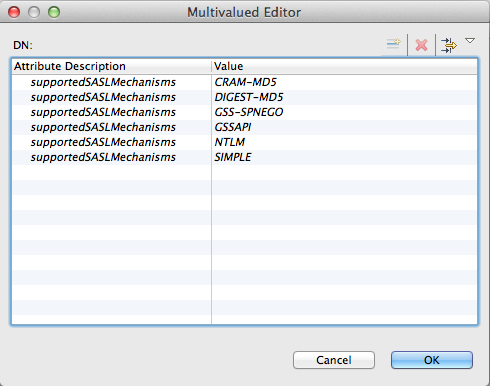 Multivalued Editor
DN:
Attribute Description Value
supportedSASLMechanisms CRAM-MD5
supportedSASLMechanisms DIGEST-MD5
supportedSASLMechanisms GSS-SPNEGO
supportedSASLMechanisms GSSAPI
supportedSASLMechanisms NTLM
supportedSASLMechanisms SIMPLE
Cancel OK